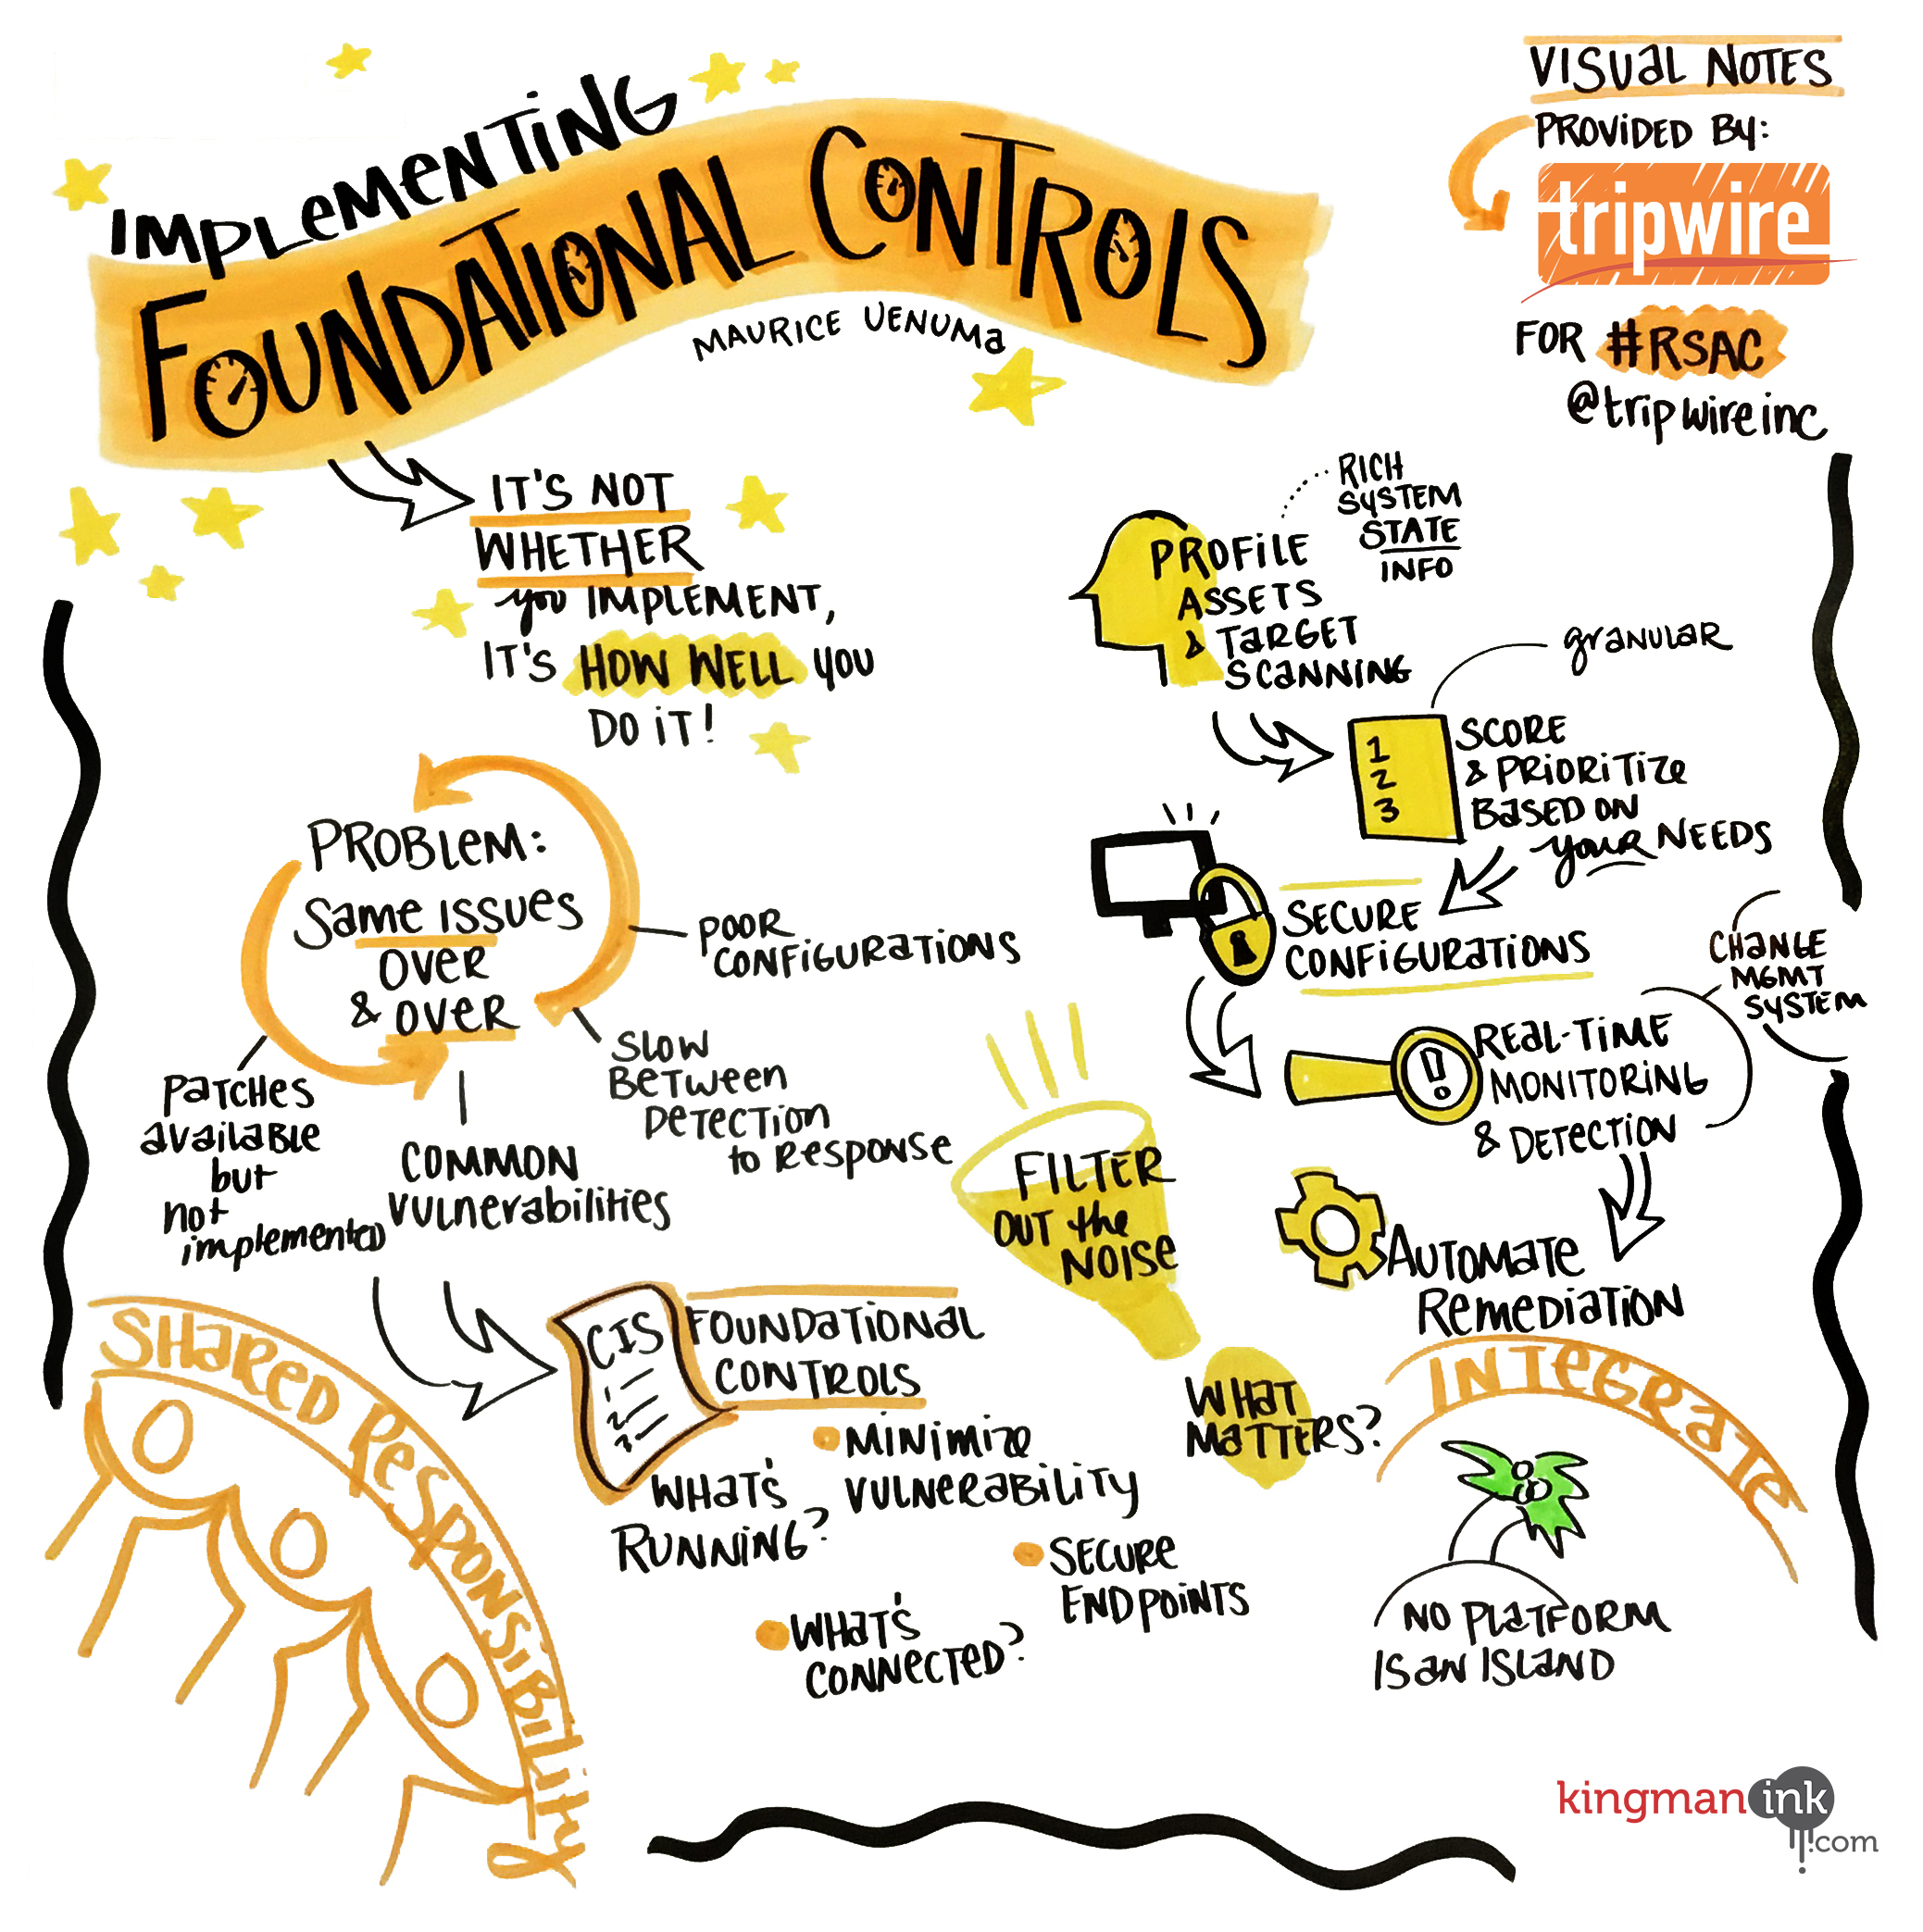 IMPLEMENTING
FOUNDATIONAL CONTROLS
MAURICE UENUMA
VISUAL NOTES
PROVIDED BY:
tripwire
FOR #RSAC
@tripwireinc
IT'S NOT
WHETHER
you IMPLEMENT,
IT'S HOW WELL YOU
DO IT!
PROBLEM:
SAME ISSUES
OVER
& OVER
POOR
CONFIGURATIONS
SLOW
BETWEEN
DETECTION
to RESPONSE
COMMON
VULNERABILITIES
PATCHES
AVAILABLE
but
not
implemented
CIS
1
2
3
FOUNDATIONAL
CONTROLS
MINIMIZE
VULNERABILITY
WHAT'S
RUNNING?
SECURE
ENDPOINTS
WHAT'S
CONNECTED?
SHARED RESPONSIBILITY
RICH
SYSTEM
STATE
INFO
PROFILE
ASSETS
& TARGET
SCANNING
granular
1
2
3
SCORE
& PRIORITIZE
BASED ON
your NEEDS
SECURE
CONFIGURATIONS
CHANGE
MGMT
SYSTEM
!
REAL-TIME
MONITORING
& DETECTION
AUTOMATE
REMEDIATION
FILTER
OUT the
NOISE
WHAT
MATTERS?
INTEGRATE
NO PLATFORM
IS AN ISLAND
kingmanink
.com